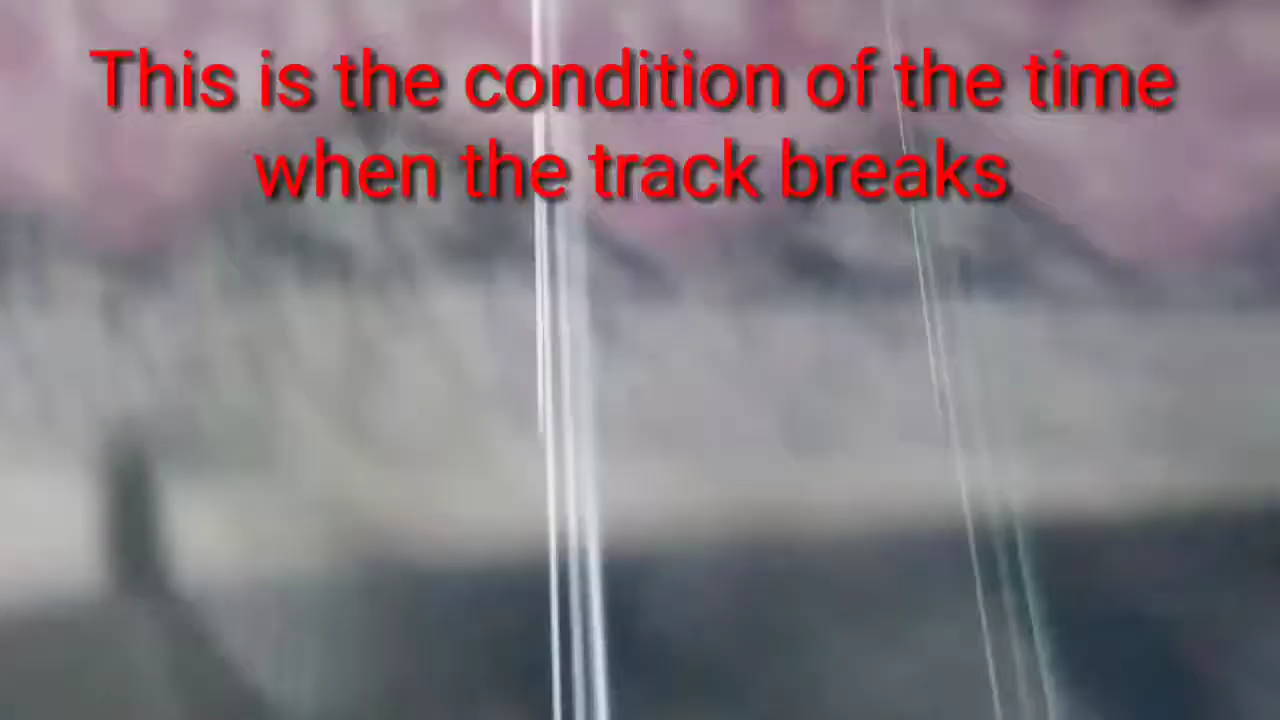 This is the condition of the time
when the track breaks